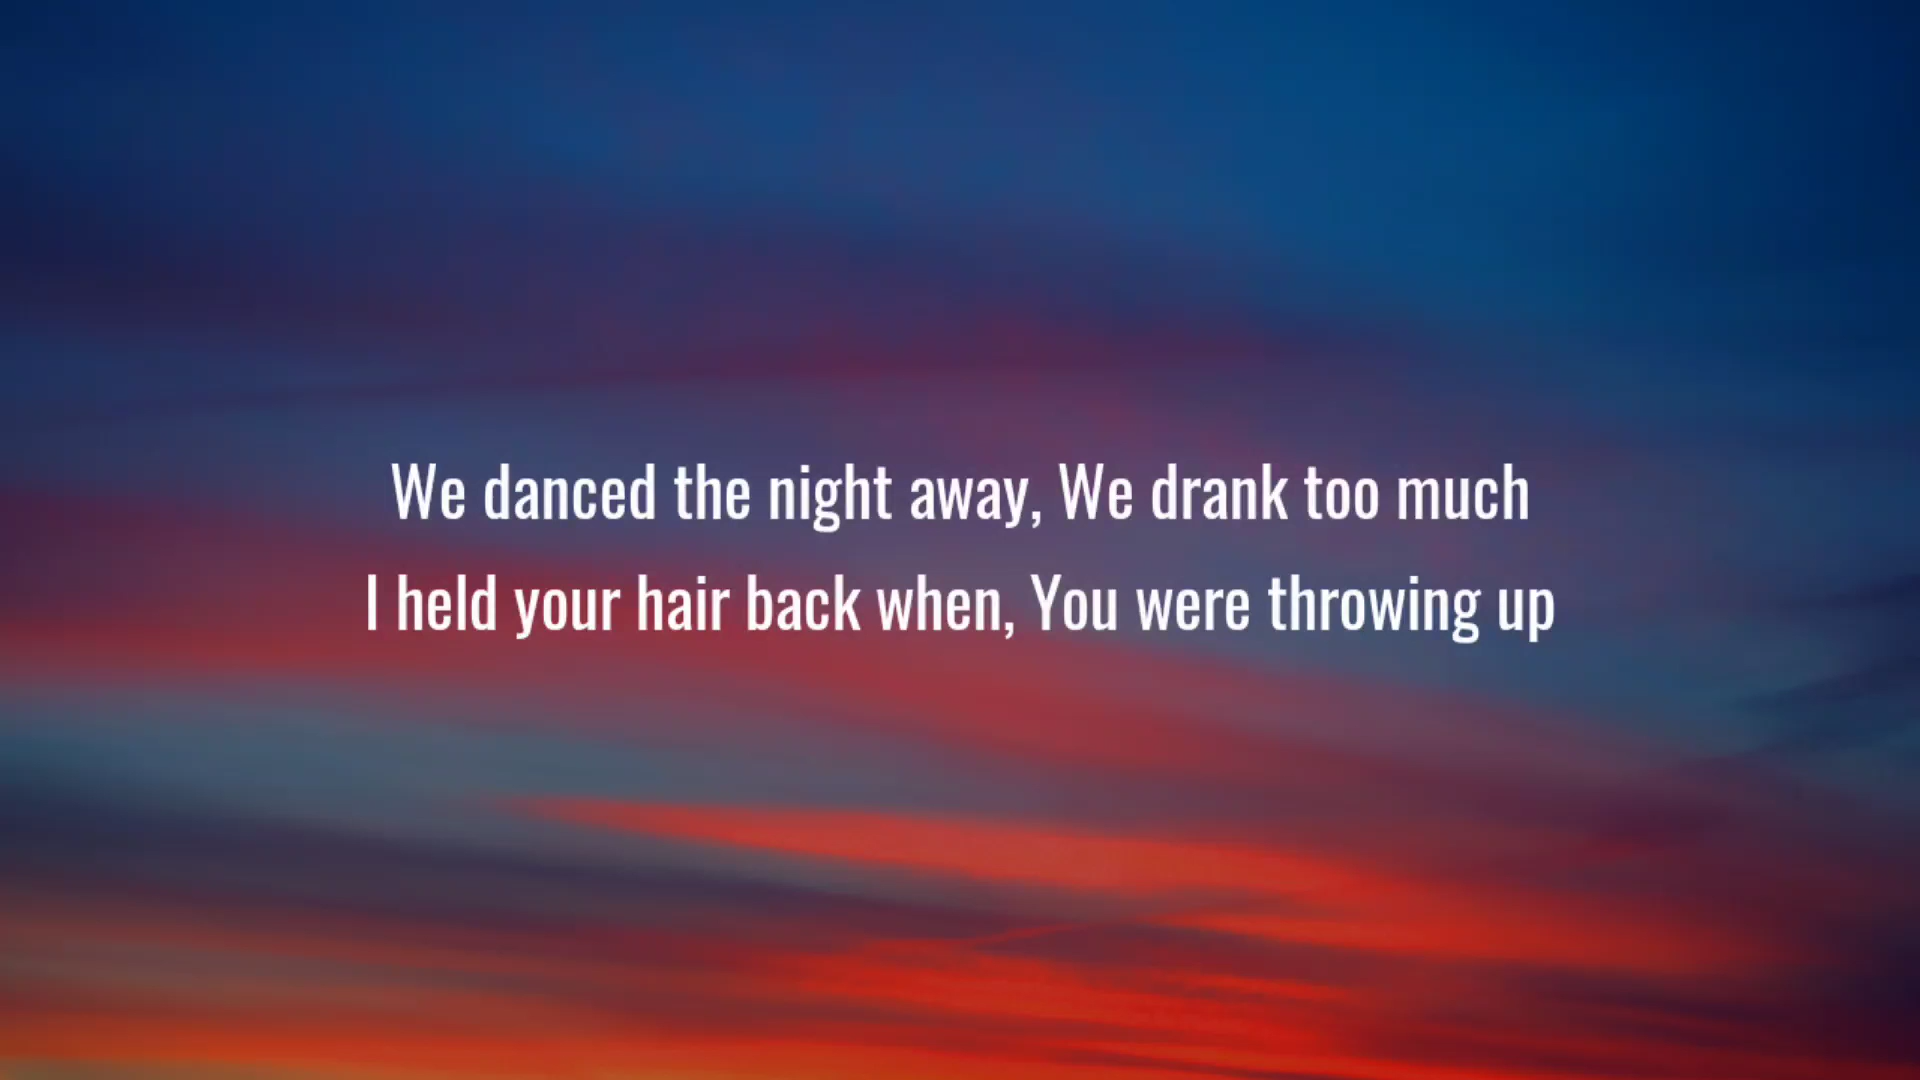 We danced the night away, We drank too much
I held your hair back when, You were throwing up